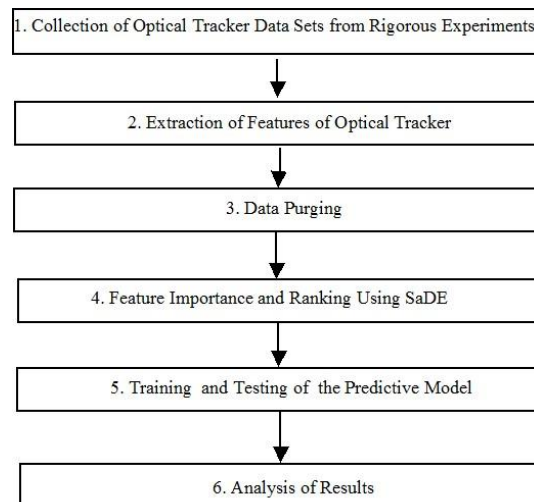 1. Collection of Optical Tracker Data Sets from Rigorous Experiments
2. Extraction of Features of Optical Tracker
3. Data Purging
4. Feature Importance and Ranking Using SaDE
5. Training and Testing of the Predictive Model
6. Analysis of Results